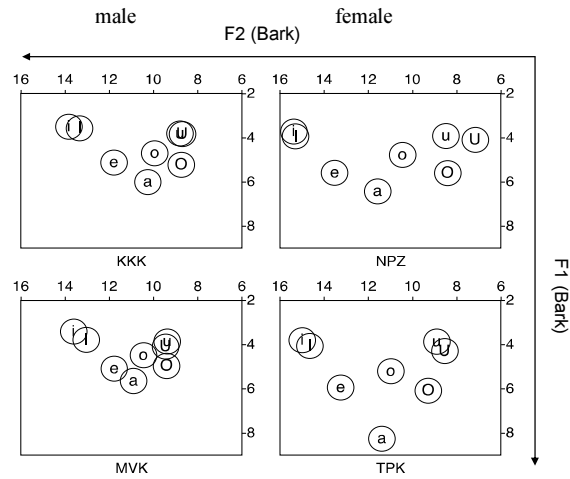 male female
F2 (Bark)
16 14 12 10 8 6 16 14 12 10 8 6
2 2
i I u U i I u U
4 4
e o O e o O
6 a a 6
8 8
KKK NPZ
F1 (Bark)
16 14 12 10 8 6 16 14 12 10 8 6
2 2
i I u U i I u U
4 4
e o O e o O
6 a 6
8 a 8
MVK TPK